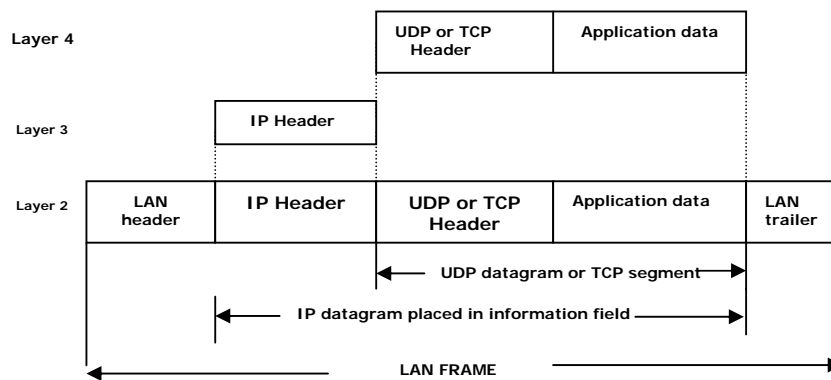 Layer 4
UDP or TCP
Header
Application data
Layer 3
IP Header
Layer 2
LAN
header
IP Header
UDP or TCP
Header
Application data
LAN
trailer
UDP datagram or TCP segment
IP datagram placed in information field
LAN FRAME